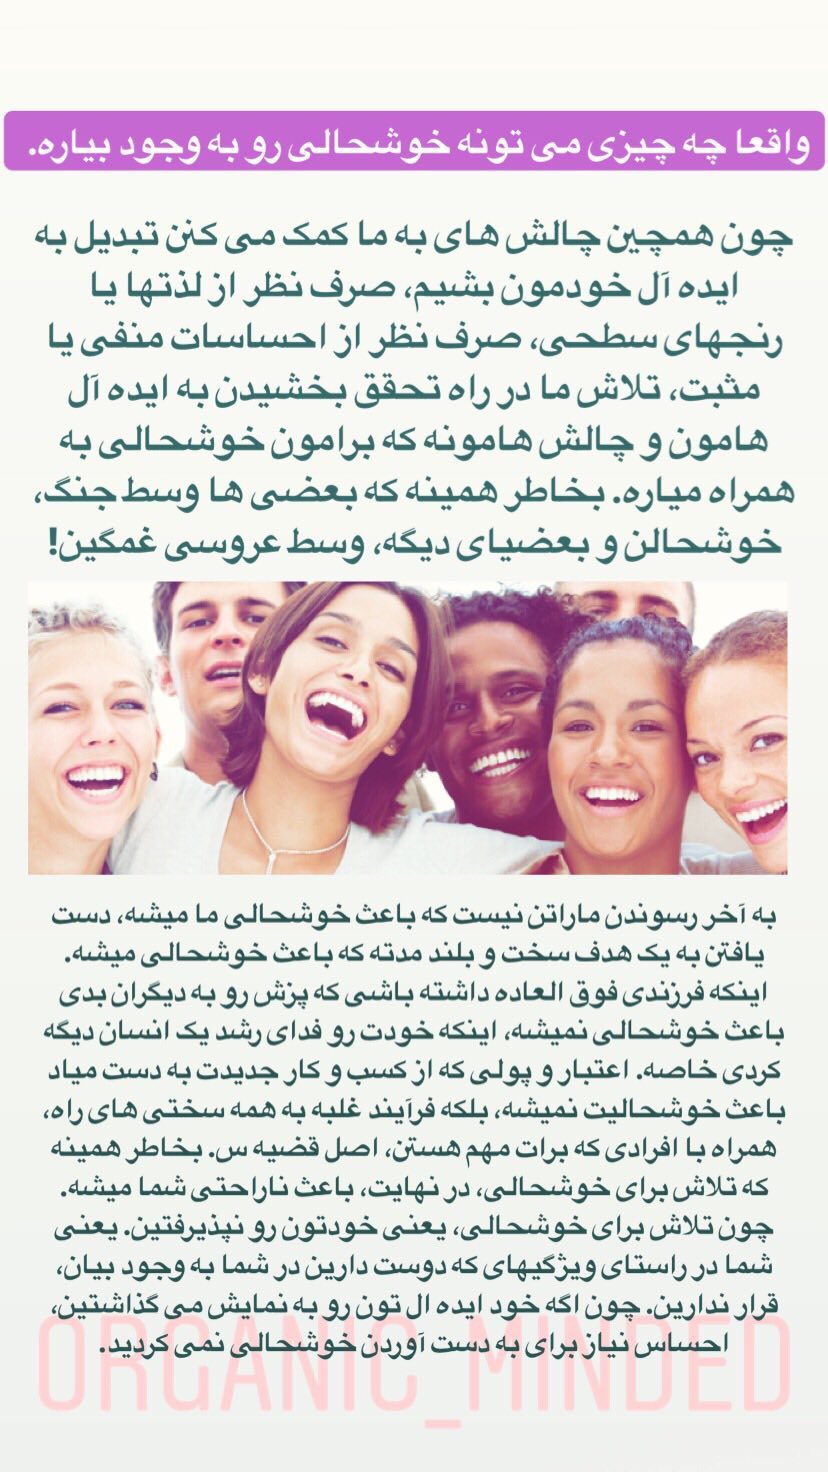 واقعا چه چیزی می تونه خوشحالی رو به وجود بیاره.
چون همچین چالش های به ما کمک می کنن تبدیل به
ایده آل خودمون بشیم، صرف نظر از لذتها یا
رنجهای سطحی، صرف نظر از احساسات منفی یا
مثبت، تلاش ما در راه تحقق بخشیدن به ایده آل
هامون و چالش هامونه که برامون خوشحالی به
همراه میاره. بخاطر همینه که بعضی ها وسط جنگ،
خوشحالن و بعضیای دیگه، وسط عروسی غمگین!
به آخر رسوندن ماراتن نیست که باعث خوشحالی ما میشه، دست
یافتن به یک هدف سخت و بلند مدته که باعث خوشحالی میشه.
اینکه فرزندی فوق العاده داشته باشی که پزش رو به دیگران بدی
باعث خوشحالی نمیشه، اینکه خودت رو فدای رشد یک انسان دیگه
کردی خاصه. اعتبار و پولی که از کسب و کار جدیدت به دست میاد
باعث خوشحالیت نمیشه، بلکه فرآیند غلبه به همه سختی های راه،
همراه با افرادی که برات مهم هستن، اصل قضیه س. بخاطر همینه
که تلاش برای خوشحالی، در نهایت، باعث ناراحتی شما میشه.
چون تلاش برای خوشحالی، یعنی خودتون رو نپذیرفتین. یعنی
شما در راستای ویژگیهای که دوست دارین در شما به وجود بیان،
قرار ندارین. چون اگه خود ایده ال تون رو به نمایش می گذاشتین،
احساس نیاز برای به دست آوردن خوشحالی نمی کردید.
ORGANIC_MINDED